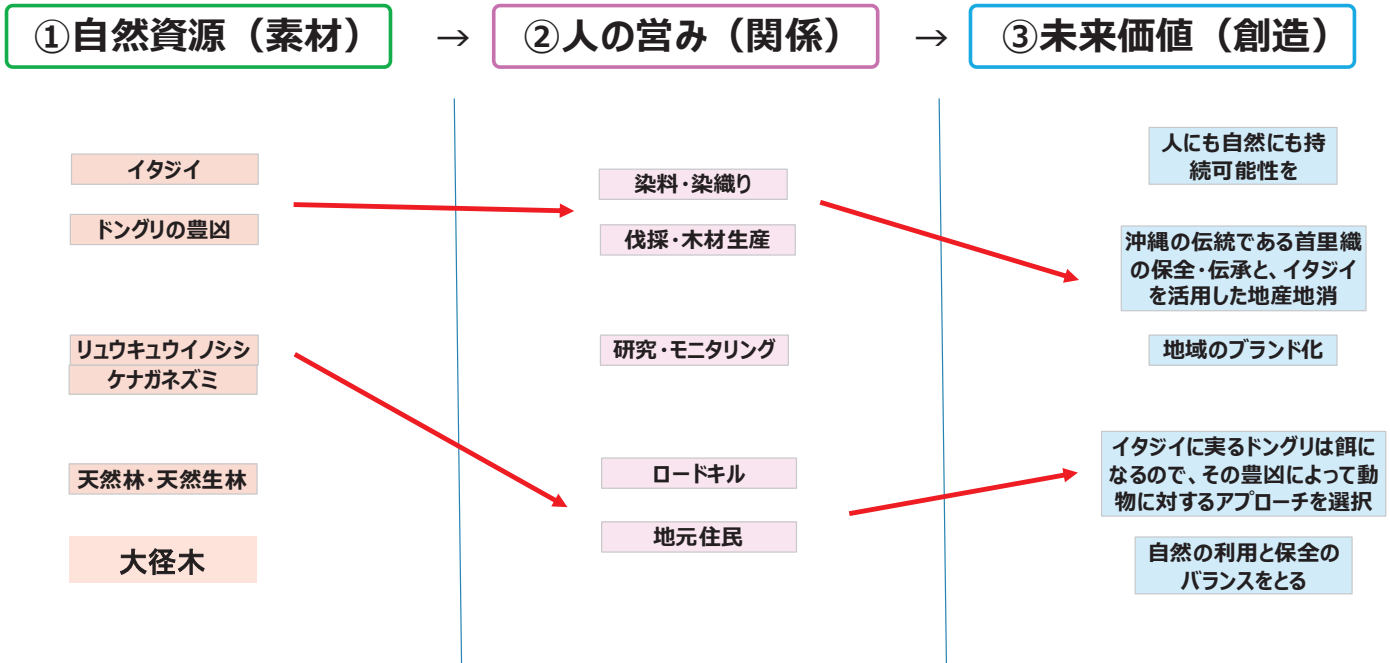 ①自然資源（素材）
→
②人の営み（関係）
→
③未来価値（創造）
イタジイ
ドングリの豊凶
リュウキュウイノシシ
ケナガネズミ
天然林・天然生林
大径木
染料・染織り
伐採・木材生産
研究・モニタリング
ロードキル
地元住民
人にも自然にも持
続可能性を
沖縄の伝統である首里織
の保全・伝承と、イタジイ
を活用した地産地消
地域のブランド化
イタジイに実るドングリは餌に
なるので、その豊凶によって動
物に対するアプローチを選択
自然の利用と保全の
バランスをとる